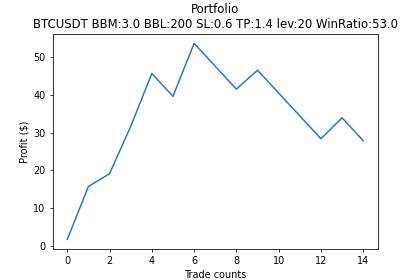 Portfolio
BTCUSDT BBM:3.0 BBL:200 SL:0.6 TP:1.4 lev:20 WinRatio:53.0
Profit ($)
50
40
30
20
10
0
0 2 4 6 8 10 12 14
Trade counts